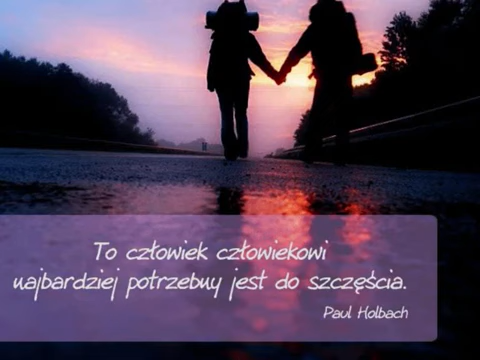 To człowiek człowiekowi
najbardziej potrzebny jest do szczęścia.
Paul Holbach